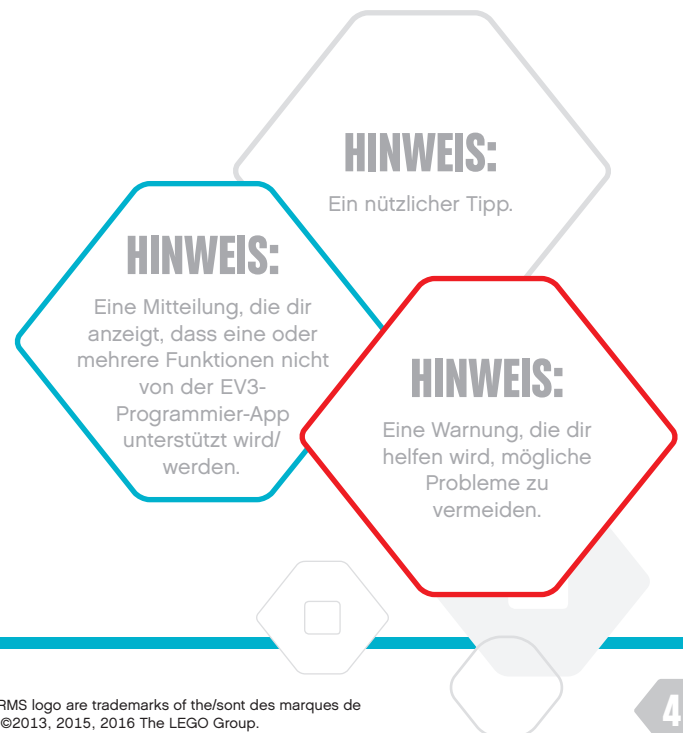 HINWEIS:
Ein nützlicher Tipp.
HINWEIS:
Eine Mitteilung, die dir
anzeigt, dass eine oder
mehrere Funktionen nicht
von der EV3-
Programmier-App
unterstützt wird/
werden.
HINWEIS:
Eine Warnung, die dir
helfen wird, mögliche
Probleme zu
vermeiden.
RMS logo are trademarks of the/sont des marques de
©2013, 2015, 2016 The LEGO Group.
4